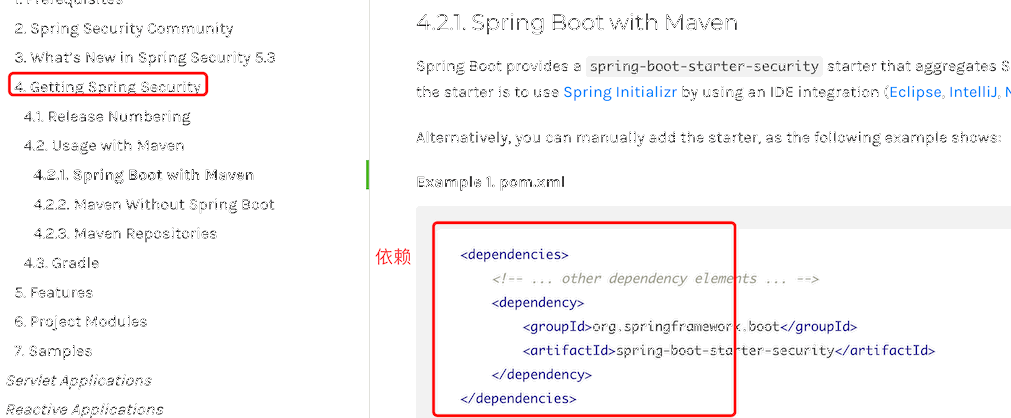 1. Prerequisites
2. Spring Security Community
3. What's New in Spring Security 5.3
4. Getting Spring Security
4.1. Release Numbering
4.2. Usage with Maven
4.2.1. Spring Boot with Maven
4.2.2. Maven Without Spring Boot
4.2.3. Maven Repositories
4.3. Gradle
5. Features
6. Project Modules
7. Samples
Servlet Applications
Reactive Applications
4.2.1. Spring Boot with Maven
Spring Boot provides a spring-boot-starter-security starter that aggregates S
the starter is to use Spring Initializr by using an IDE integration (Eclipse, IntelliJ, N
Alternatively, you can manually add the starter, as the following example shows:
Example 1. pom.xml
依赖
<dependencies>
<!-- ... other dependency elements ... -->
<dependency>
<groupId>org.springframework.boot</groupId>
<artifactId>spring-boot-starter-security</artifactId>
</dependency>
</dependencies>